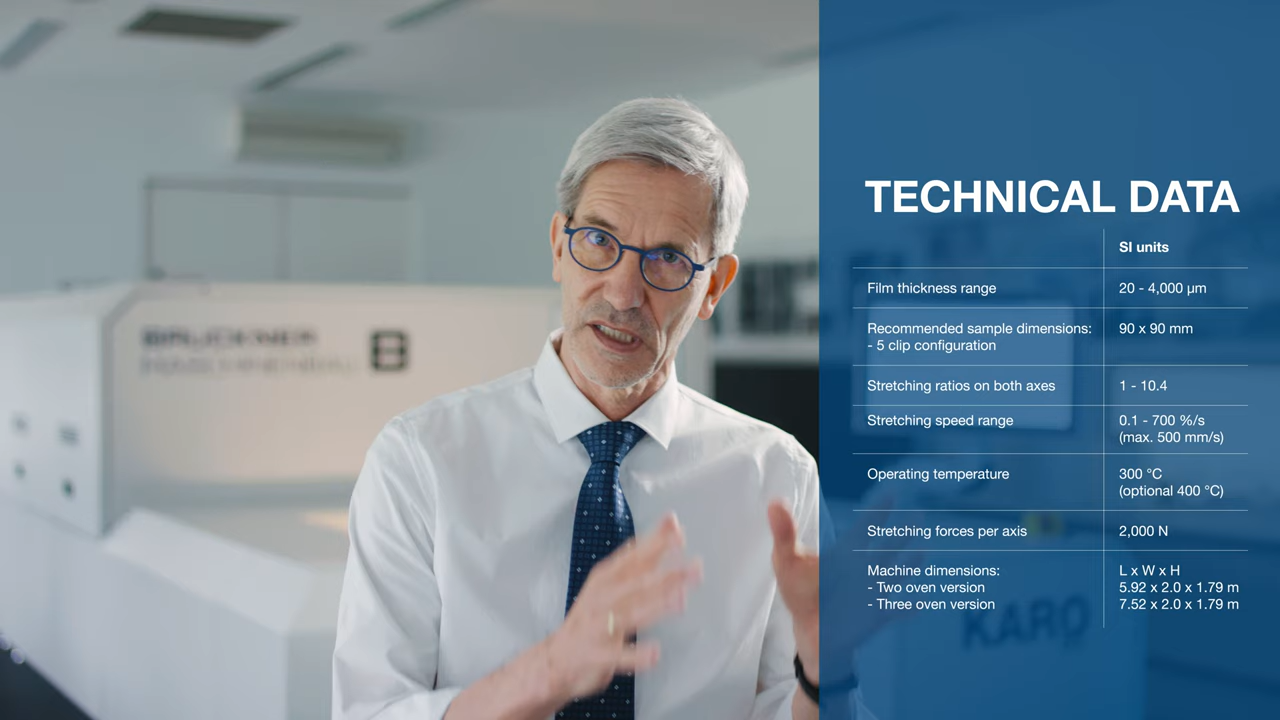 BRÜCKNER
TECHNICAL DATA
SI units
Film thickness range 20 - 4,000 µm
Recommended sample dimensions: 90 x 90 mm
- 5 clip configuration
Stretching ratios on both axes 1 - 10.4
Stretching speed range 0.1 - 700 %/s
(max. 500 mm/s)
Operating temperature 300 °C
(optional 400 °C)
Stretching forces per axis 2,000 N
Machine dimensions: L x W x H
- Two oven version 5.92 x 2.0 x 1.79 m
- Three oven version 7.52 x 2.0 x 1.79 m
KARO